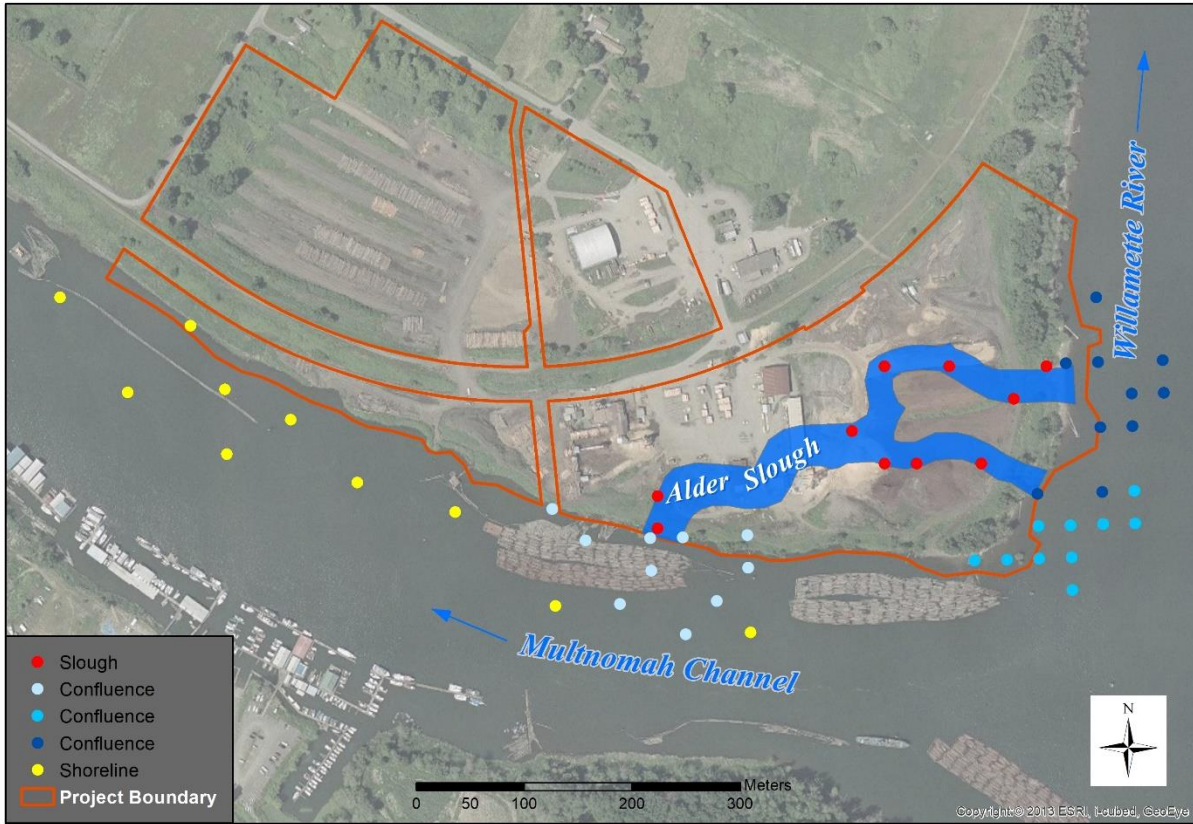 Willamette River
Alder Slough
Multnomah Channel
Slough
Confluence
Confluence
Confluence
Shoreline
Project Boundary
N
Meters
0 50 100 200 300
Copyright:© 2013 ESRI, i-cubed, GeoEye